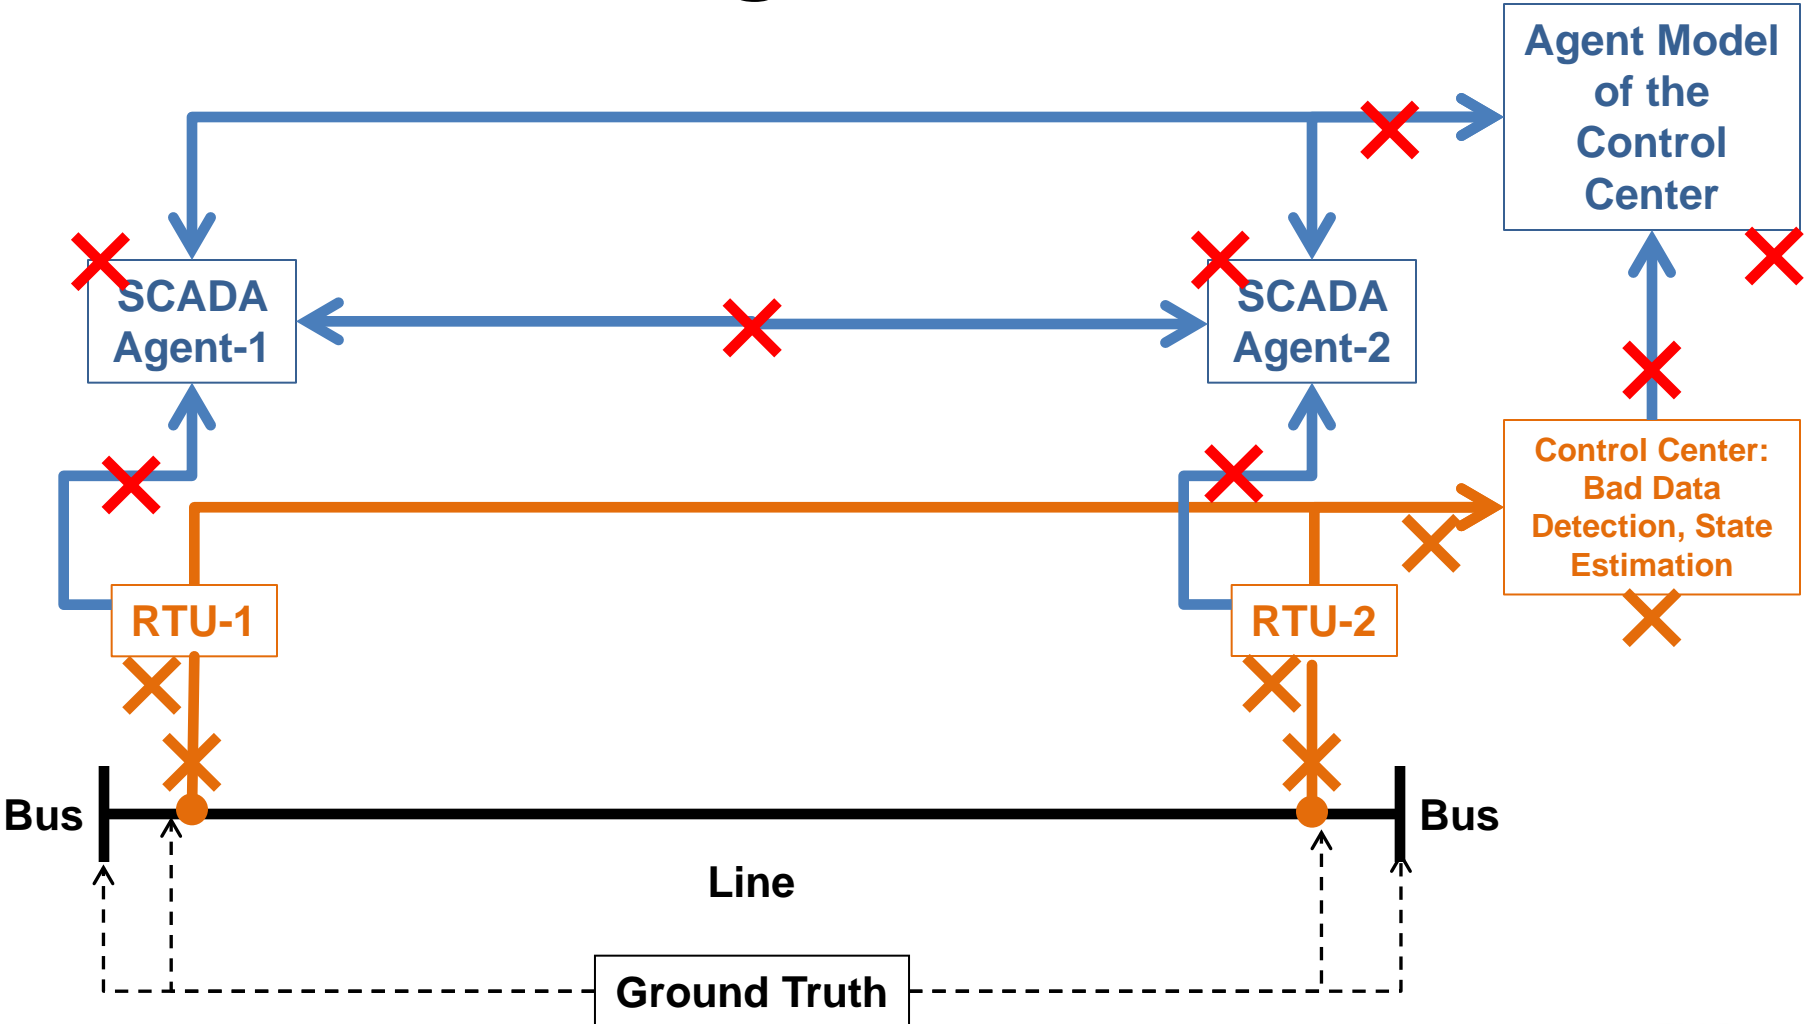 Agent Model
of the
Control
Center
SCADA
Agent-1
SCADA
Agent-2
Control Center:
Bad Data
Detection, State
Estimation
RTU-1
RTU-2
Bus
Bus
Line
Ground Truth